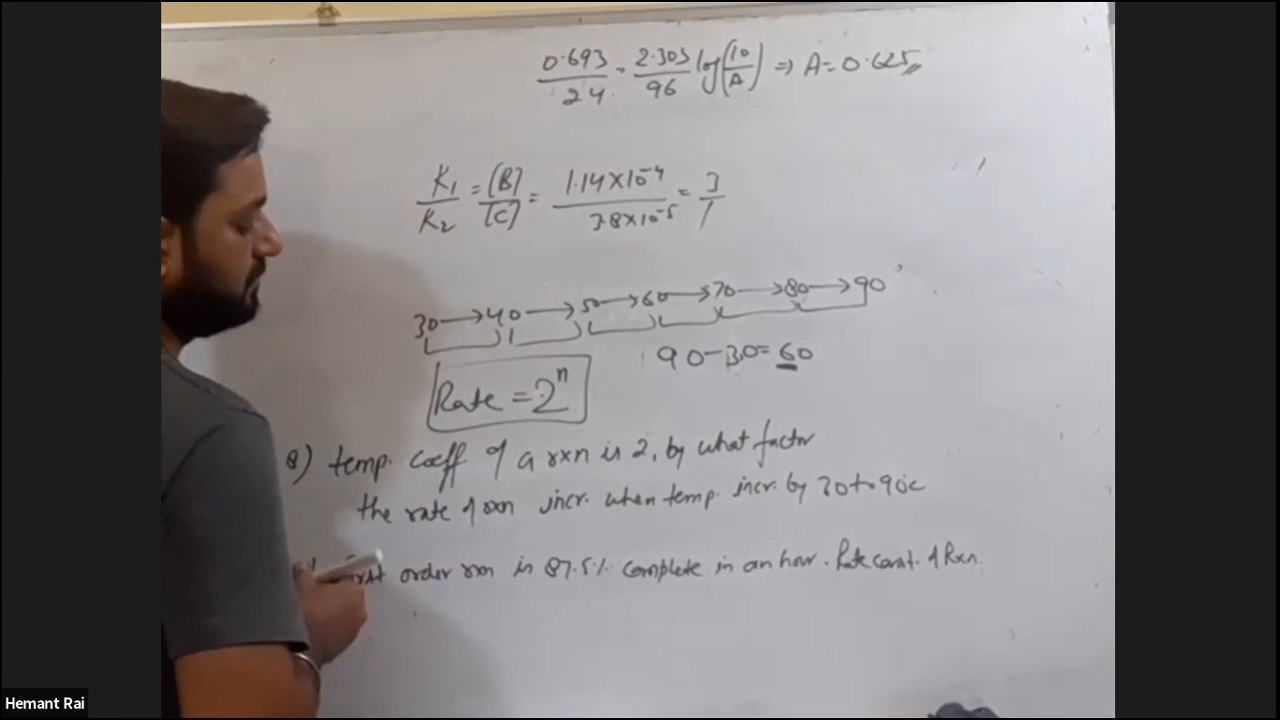 0.693/24 = 2.303/96 log(10/A) ⇒ A = 0.625
K1/K2 = [B]/[C] = 1.14×10⁻⁴/3.8×10⁻⁵ = 3/1
30 → 40 → 50 → 60 → 70 → 80 → 90
90-30=60
Rate = 2ⁿ
Q) temp. coeff. of a rxn is 2, by what factor
the rate of rxn incr. when temp. incr. by 30 to 90°c
first order rxn is 87.5% complete in an hour. Rate const. of Rxn.
Hemant Rai